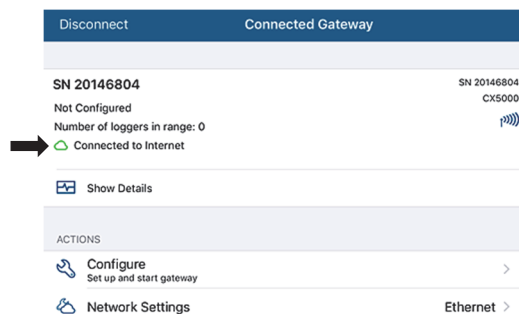 Disconnect Connected Gateway
SN 20146804 SN 20146804
Not Configured CX5000
Number of loggers in range: 0
Connected to Internet
Show Details
ACTIONS
Configure
Set up and start gateway
Network Settings Ethernet